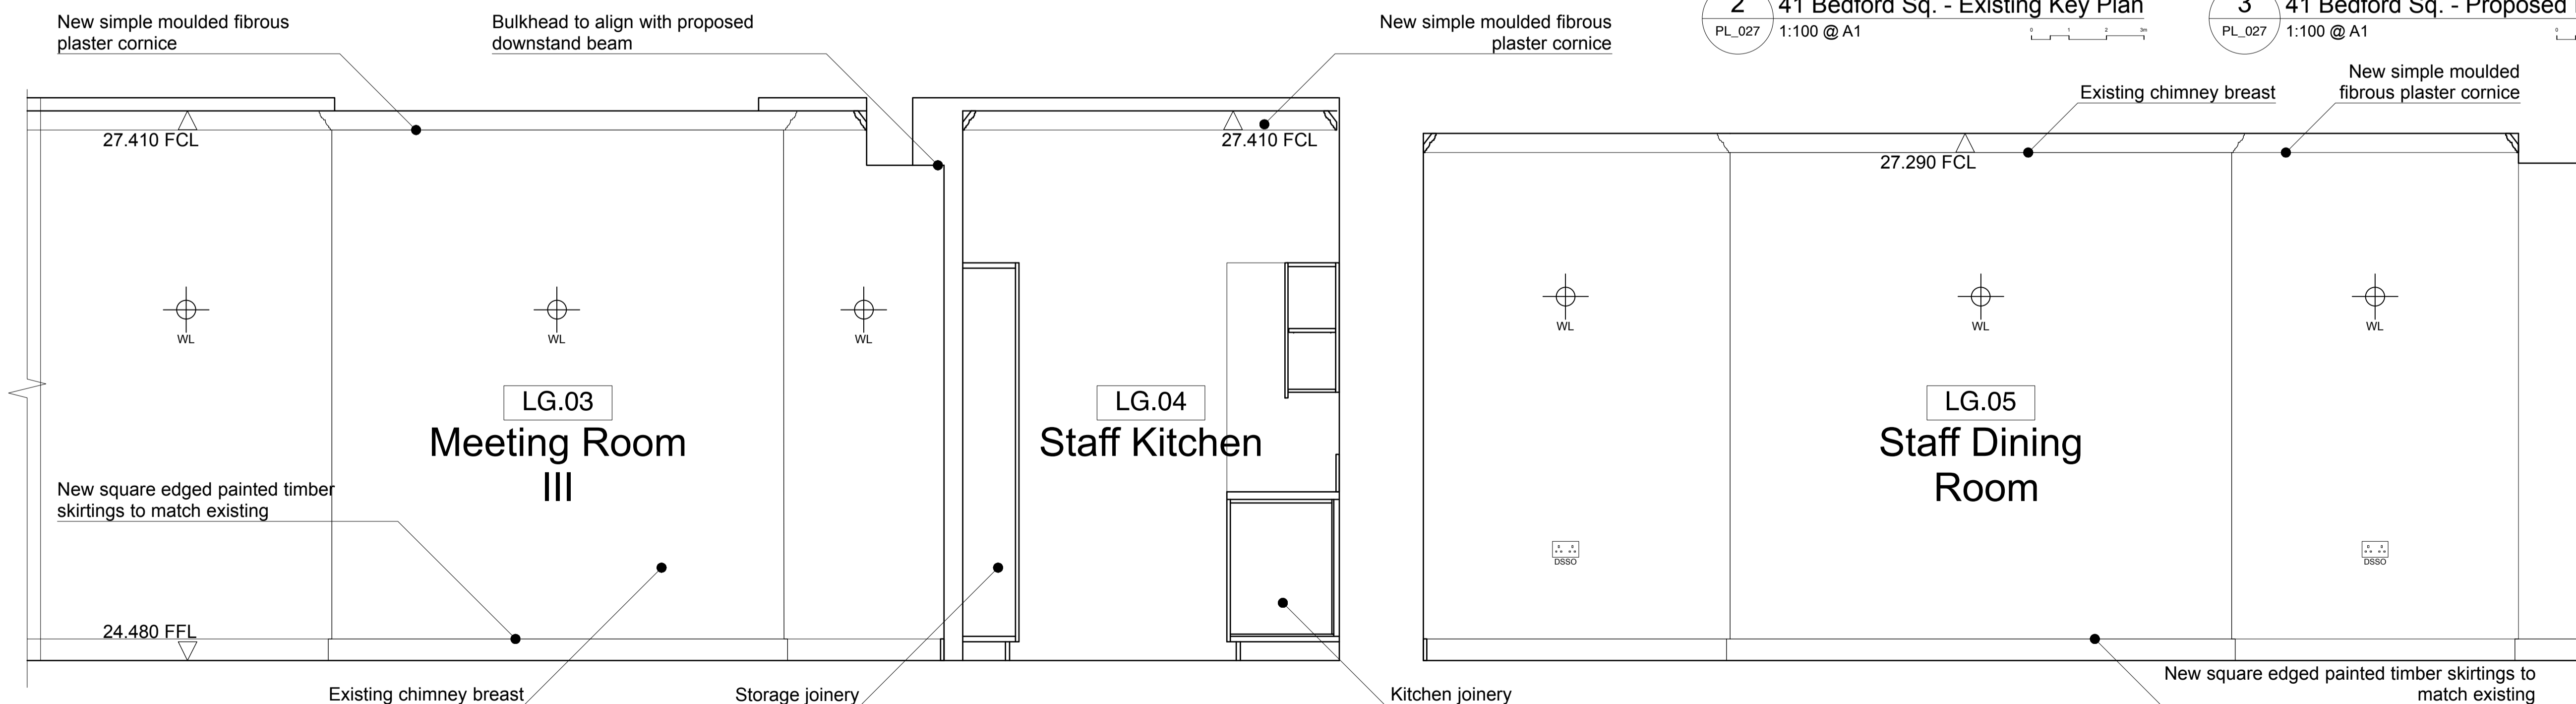 New simple moulded fibrous
plaster cornice
Bulkhead to align with proposed
downstand beam
New simple moulded fibrous
plaster cornice
2
PL_027
41 Bedford Sq. - Existing Key Plan
1:100 @ A1
0 1 2 3m
3
PL_027
41 Bedford Sq. - Proposed
1:100 @ A1
0
Existing chimney breast
New simple moulded
fibrous plaster cornice
27.410 FCL
27.410 FCL
27.290 FCL
WL
WL
WL
WL
WL
WL
LG.03
Meeting Room
III
LG.04
Staff Kitchen
LG.05
Staff Dining
Room
New square edged painted timber
skirtings to match existing
DSSO
DSSO
24.480 FFL
Existing chimney breast
Storage joinery
Kitchen joinery
New square edged painted timber skirtings to
match existing